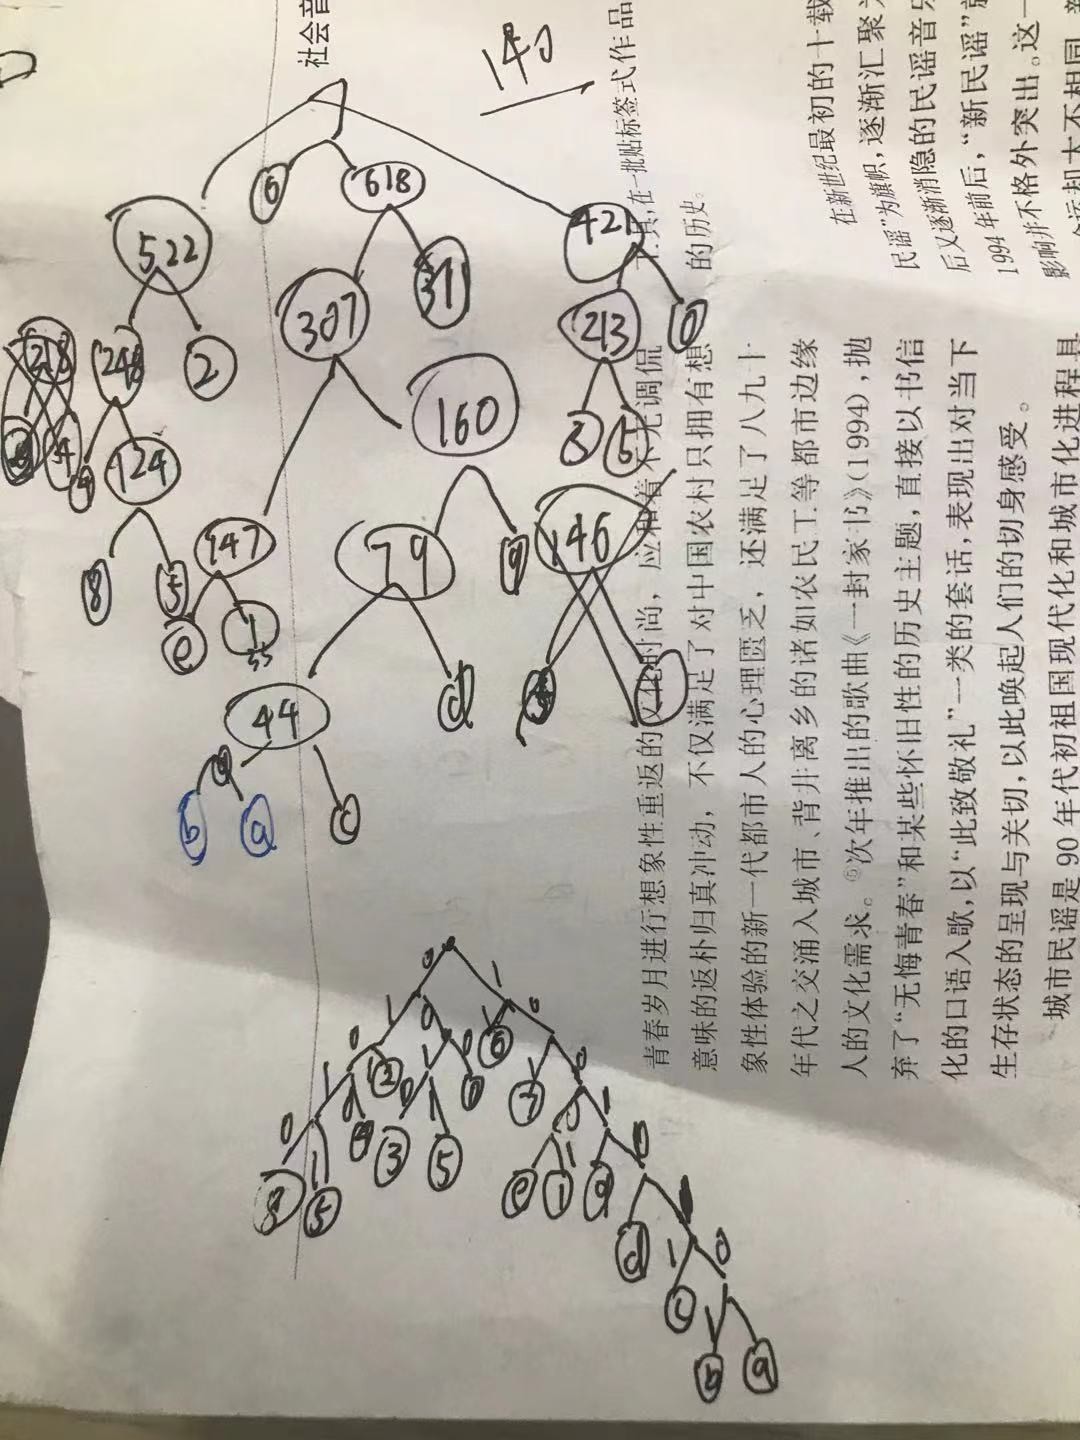 社会音
140
6
618
522
421
371
307
213
0
248
2
160
3
5
4
124
147
79
9
146
8
5
e
1
44
d
b
a
c
0
1
1
0
0
0
1
6
0
1
2
7
3
5
e
1
9
5
d
1
0
c
b
a
式作品
具,在一批贴标签
的历史。
青春岁月进行想象性重返的
时尚,
调侃
意味的返朴归真冲动,不仅满足了对中国农村只拥有想
象性体验的新一代都市人的心理匮乏,还满足了八九十
年代之交涌入城市、背井离乡的诸如农民工等都市边缘
人的文化需求。⑥次年推出的歌曲《一封家书》(1994),抛
弃了“无悔青春”和某些怀旧性的历史主题,直接以书信
化的口语入歌,以“此致敬礼”一类的套话,表现出对当下
生存状态的呈现与关切,以此唤起人们的切身感受。
城市民谣是90年代初祖国现代化和城市化进程具
在新世纪最初的十载
民谣”为旗帜,逐渐汇聚
后又逐渐消隐的民谣音乐
1994年前后,“新民谣”
影响并不格外突出。这一
大不相同